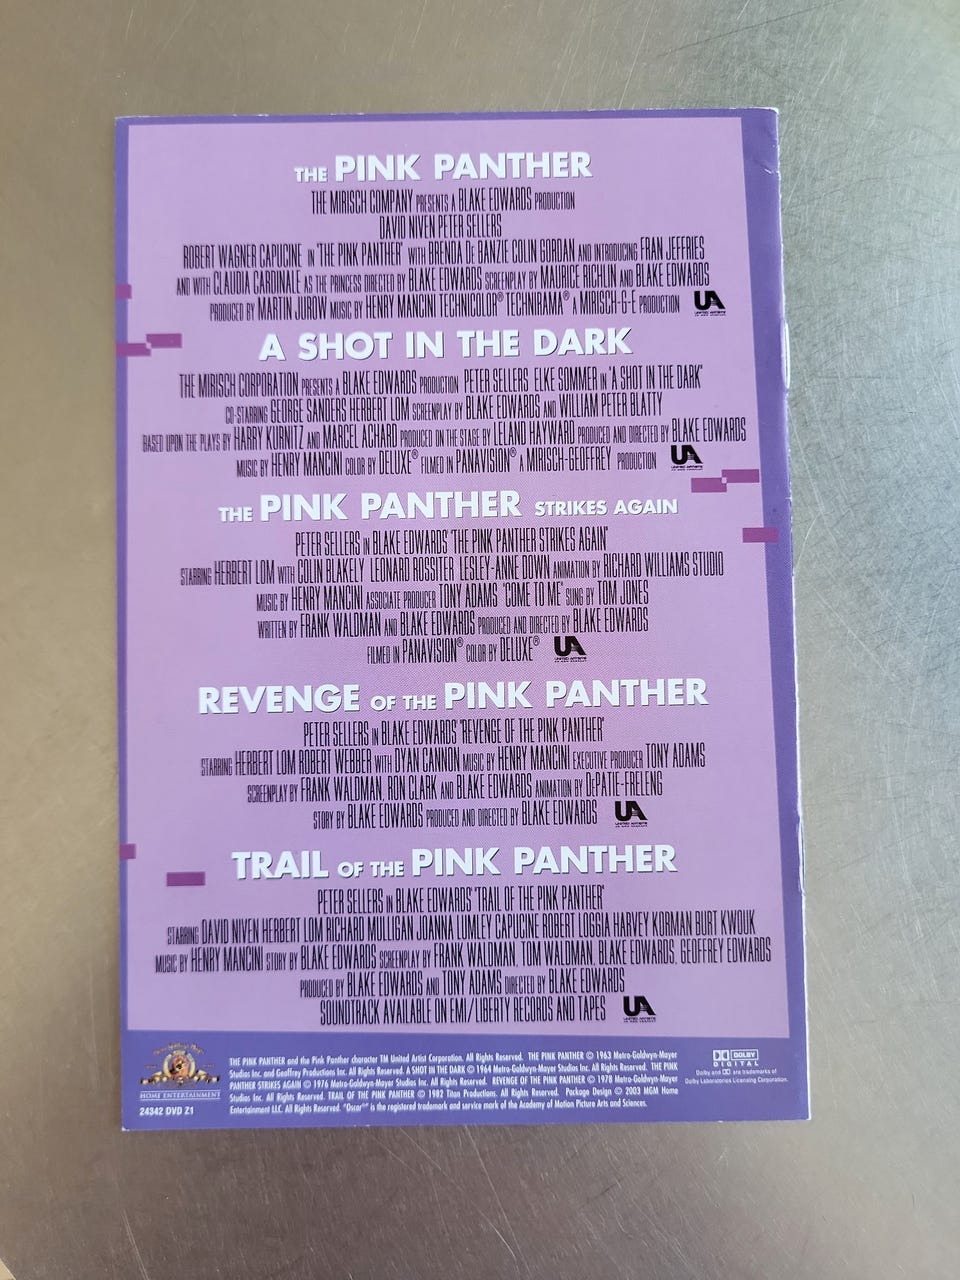 THE PINK PANTHER
THE MIRISCH COMPANY PRESENTS A BLAKE EDWARDS PRODUCTION
DAVID NIVEN PETER SELLERS
ROBERT WAGNER CAPUCINE IN "THE PINK PANTHER" WITH BRENDA DE BANZIE COLIN GORDAN AND INTRODUCING FRAN JEFFRIES
AND WITH CLAUDIA CARDINALE AS THE PRINCESS DIRECTED BY BLAKE EDWARDS SCREENPLAY BY MAURICE RICHLIN AND BLAKE EDWARDS
PRODUCED BY MARTIN JUROW MUSIC BY HENRY MANCINI TECHNICOLOR® TECHNIRAMA® A MIRISCH-G-E PRODUCTION UA
A SHOT IN THE DARK
THE MIRISCH CORPORATION PRESENTS A BLAKE EDWARDS PRODUCTION PETER SELLERS ELKE SOMMER IN "A SHOT IN THE DARK"
CO-STARRING GEORGE SANDERS HERBERT LOM SCREENPLAY BY BLAKE EDWARDS AND WILLIAM PETER BLATTY
BASED UPON THE PLAYS BY HARRY KURNITZ AND MARCEL ACHARD PRODUCED ON THE STAGE BY LELAND HAYWARD PRODUCED AND DIRECTED BY BLAKE EDWARDS
MUSIC BY HENRY MANCINI COLOR BY DELUXE® FILMED IN PANAVISION® A MIRISCH-GEOFFREY PRODUCTION UA
THE PINK PANTHER STRIKES AGAIN
PETER SELLERS IN BLAKE EDWARDS' "THE PINK PANTHER STRIKES AGAIN"
STARRING HERBERT LOM WITH COLIN BLAKELY LEONARD ROSSITER LESLEY-ANNE DOWN ANIMATION BY RICHARD WILLIAMS STUDIO
MUSIC BY HENRY MANCINI ASSOCIATE PRODUCER TONY ADAMS "COME TO ME" SUNG BY TOM JONES
WRITTEN BY FRANK WALDMAN AND BLAKE EDWARDS PRODUCED AND DIRECTED BY BLAKE EDWARDS
FILMED IN PANAVISION® COLOR BY DELUXE® UA
REVENGE OF THE PINK PANTHER
PETER SELLERS IN BLAKE EDWARDS' "REVENGE OF THE PINK PANTHER"
STARRING HERBERT LOM ROBERT WEBBER WITH DYAN CANNON MUSIC BY HENRY MANCINI EXECUTIVE PRODUCER TONY ADAMS
SCREENPLAY BY FRANK WALDMAN, RON CLARK AND BLAKE EDWARDS ANIMATION BY DEPATIE-FRELENG
STORY BY BLAKE EDWARDS PRODUCED AND DIRECTED BY BLAKE EDWARDS UA
TRAIL OF THE PINK PANTHER
PETER SELLERS IN BLAKE EDWARDS' "TRAIL OF THE PINK PANTHER"
STARRING DAVID NIVEN HERBERT LOM RICHARD MULLIGAN JOANNA LUMLEY CAPUCINE ROBERT LOGGIA HARVEY KORMAN BURT KWOUK
MUSIC BY HENRY MANCINI STORY BY BLAKE EDWARDS SCREENPLAY BY FRANK WALDMAN, TOM WALDMAN, BLAKE EDWARDS, GEOFFREY EDWARDS
PRODUCED BY BLAKE EDWARDS AND TONY ADAMS DIRECTED BY BLAKE EDWARDS
SOUNDTRACK AVAILABLE ON EMI/LIBERTY RECORDS AND TAPES UA
HOME ENTERTAINMENT
24342 DVD Z1
THE PINK PANTHER and the Pink Panther character TM United Artist Corporation. All Rights Reserved. THE PINK PANTHER © 1963 Metro-Goldwyn-Mayer
Studios Inc. and Geoffrey Productions Inc. All Rights Reserved. A SHOT IN THE DARK © 1964 Metro-Goldwyn-Mayer Studios Inc. All Rights Reserved. THE PINK
PANTHER STRIKES AGAIN © 1976 Metro-Goldwyn-Mayer Studios Inc. All Rights Reserved. REVENGE OF THE PINK PANTHER © 1978 Metro-Goldwyn-Mayer
Studios Inc. All Rights Reserved. TRAIL OF THE PINK PANTHER © 1982 Titan Productions. All Rights Reserved. Package Design © 2003 MGM Home
Entertainment LLC. All Rights Reserved. "Oscar®" is the registered trademark and service mark of the Academy of Motion Picture Arts and Sciences.
DOLBY
DIGITAL
Dolby and are trademarks of
Dolby Laboratories Licensing Corporation.